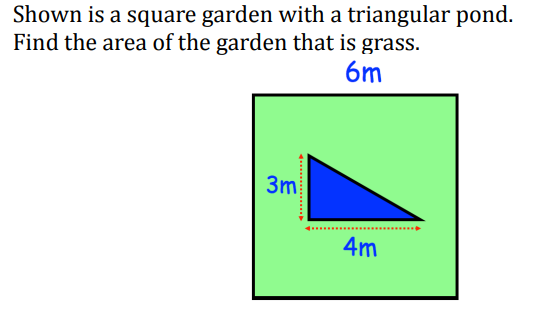 Shown is a square garden with a triangular pond.
Find the area of the garden that is grass.
6m
3m
4m